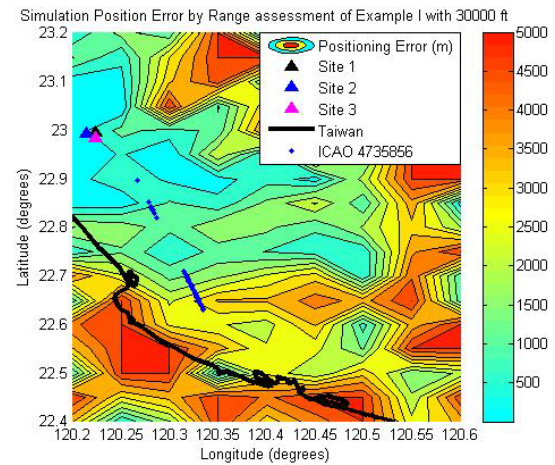 Simulation Position Error by Range assessment of Example I with 30000 ft
Positioning Error (m)
Site 1
Site 2
Site 3
Taiwan
ICAO 4735856
Latitude (degrees)
23.2
23.1
23
22.9
22.8
22.7
22.6
22.5
22.4
120.2 120.25 120.3 120.35 120.4 120.45 120.5 120.55 120.6
Longitude (degrees)
5000
4500
4000
3500
3000
2500
2000
1500
1000
500